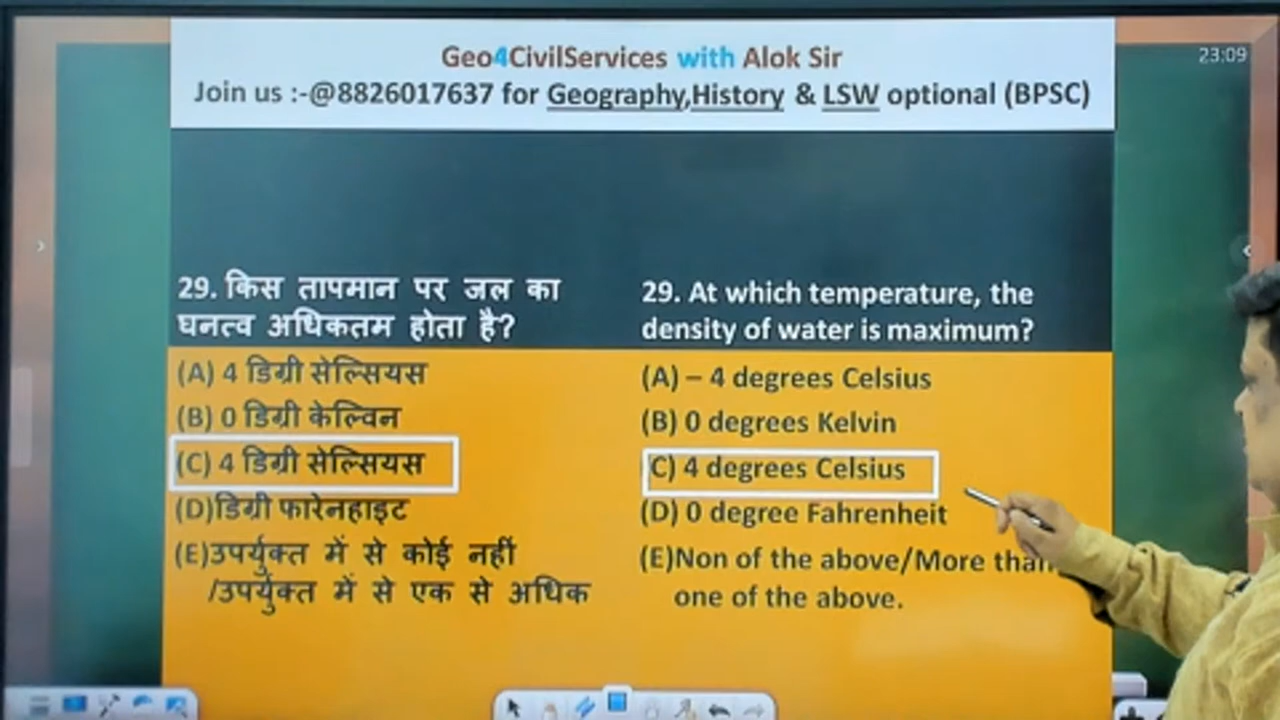 Geo4CivilServices with Alok Sir
Join us :-@8826017637 for Geography,History & LSW optional (BPSC)
23:09
29. किस तापमान पर जल का
घनत्व अधिकतम होता है?
(A) 4 डिग्री सेल्सियस
(B) 0 डिग्री केल्विन
(C) 4 डिग्री सेल्सियस
(D)डिग्री फारेनहाइट
(E)उपर्युक्त में से कोई नहीं
/उपर्युक्त में से एक से अधिक
29. At which temperature, the
density of water is maximum?
(A) – 4 degrees Celsius
(B) 0 degrees Kelvin
C) 4 degrees Celsius
(D) 0 degree Fahrenheit
(E)Non of the above/More than
one of the above.